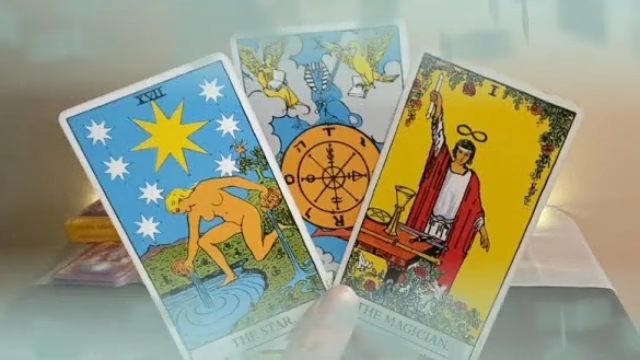 XVII
THE STAR.
X
T
A
R
I
THE MAGICIAN.